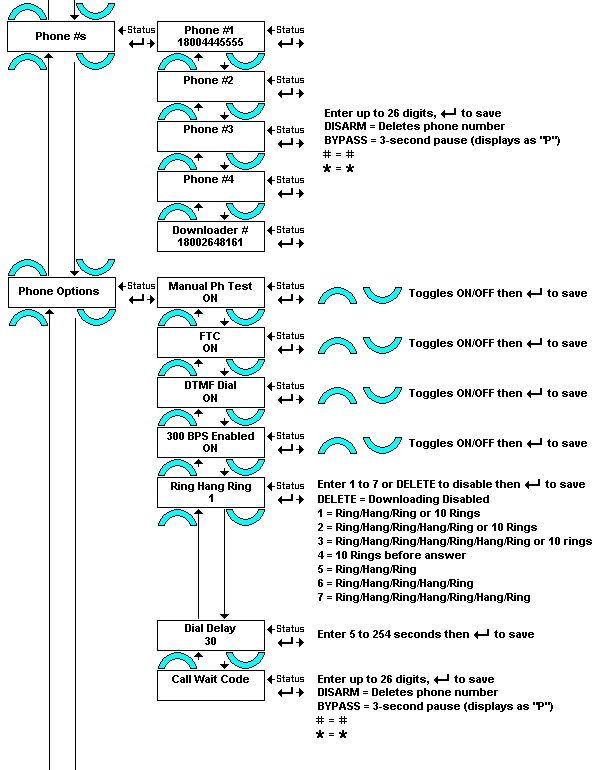 Phone #s
Status
Phone #1
18004445555
Status
Phone #2
Status
Phone #3
Status
Enter up to 26 digits, ↵ to save
DISARM = Deletes phone number
BYPASS = 3-second pause (displays as "P")
# = #
* = *
Phone #4
Status
Downloader #
18002648161
Status
Phone Options
Status
Manual Ph Test
ON
Status
Toggles ON/OFF then ↵ to save
FTC
ON
Status
Toggles ON/OFF then ↵ to save
DTMF Dial
ON
Status
Toggles ON/OFF then ↵ to save
300 BPS Enabled
ON
Status
Toggles ON/OFF then ↵ to save
Ring Hang Ring
1
Status
Enter 1 to 7 or DELETE to disable then ↵ to save
DELETE = Downloading Disabled
1 = Ring/Hang/Ring or 10 Rings
2 = Ring/Hang/Ring/Hang/Ring or 10 Rings
3 = Ring/Hang/Ring/Hang/Ring/Hang/Ring or 10 rings
4 = 10 Rings before answer
5 = Ring/Hang/Ring
6 = Ring/Hang/Ring/Hang/Ring
7 = Ring/Hang/Ring/Hang/Ring/Hang/Ring
Dial Delay
30
Status
Enter 5 to 254 seconds then ↵ to save
Call Wait Code
Status
Enter up to 26 digits, ↵ to save
DISARM = Deletes phone number
BYPASS = 3-second pause (displays as "P")
# = #
* = *